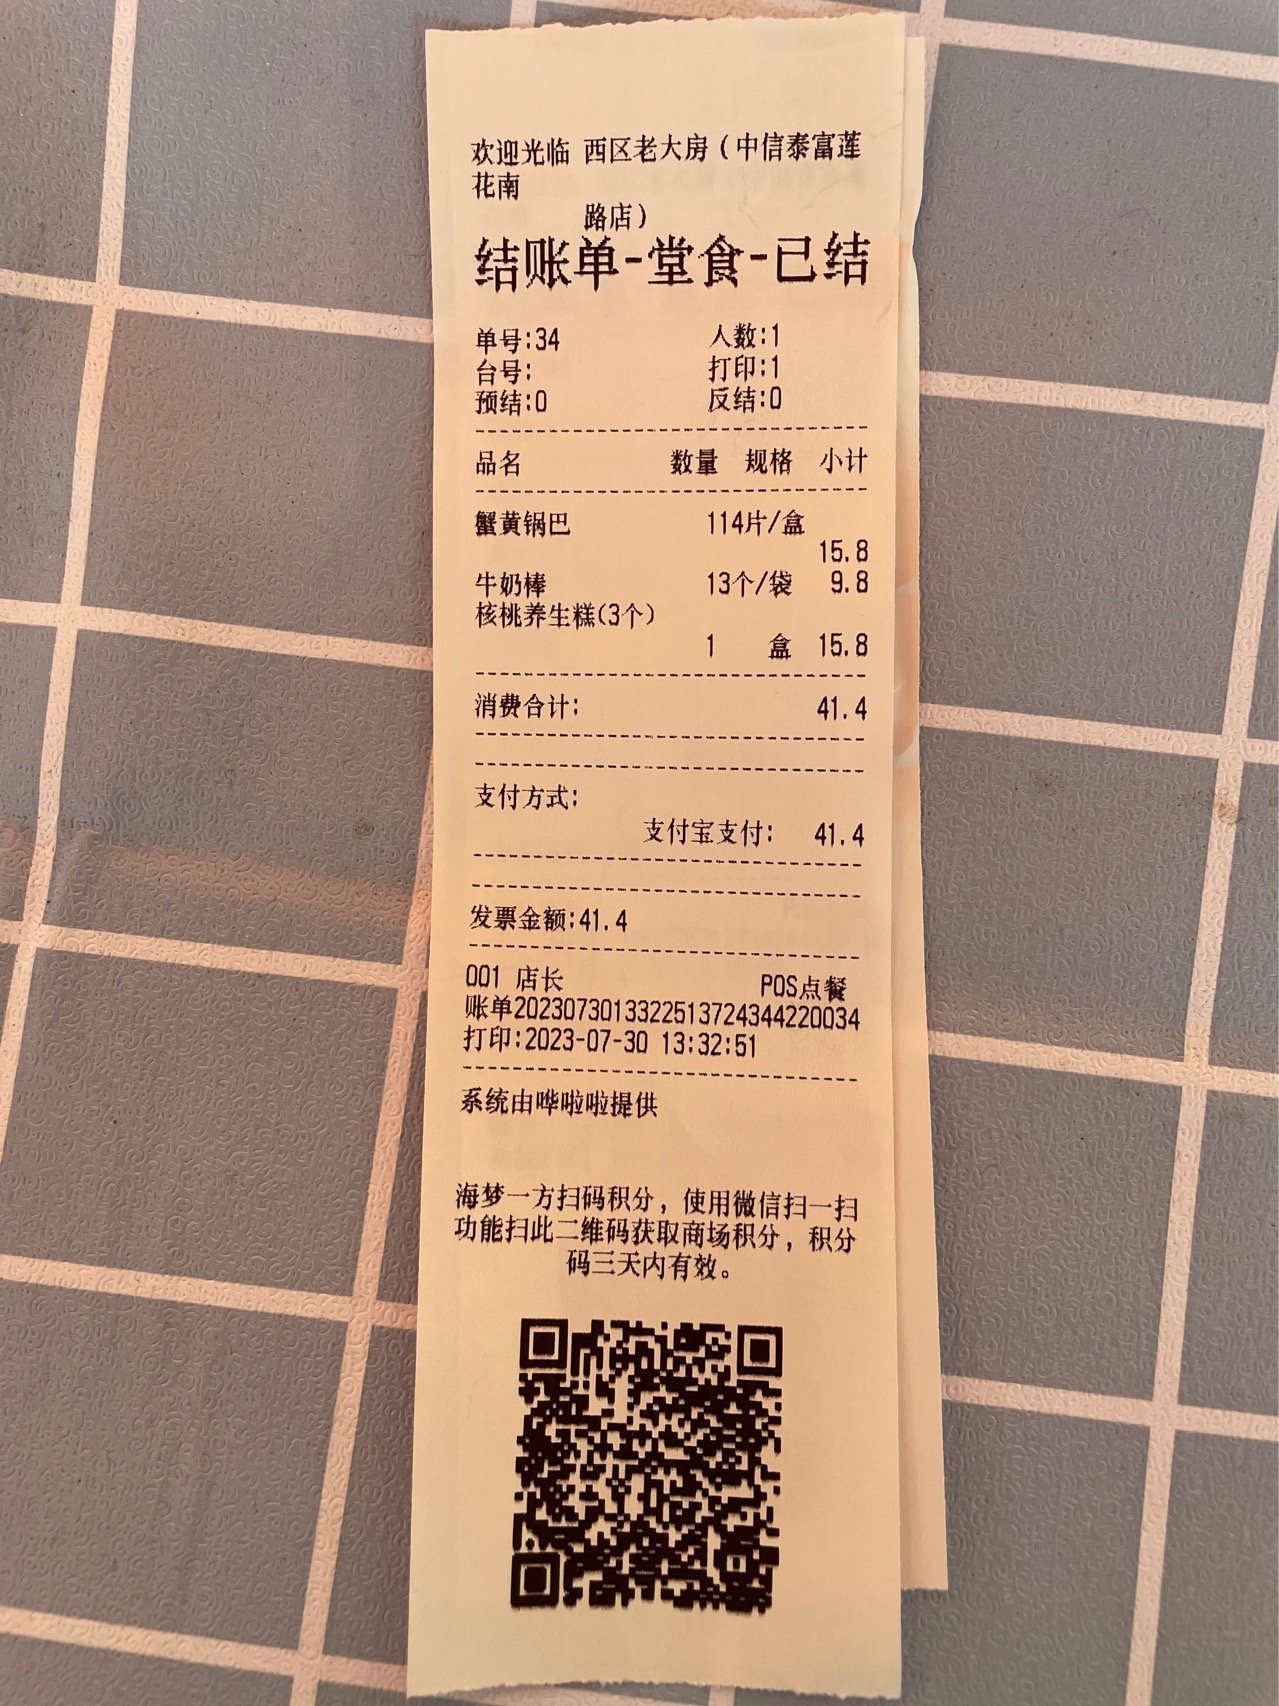 欢迎光临 西区老大房（中信泰富莲
花南
路店）
结账单-堂食-已结
单号:34 人数:1
台号: 打印:1
预结:0 反结:0
品名 数量 规格 小计
蟹黄锅巴 114片/盒
15.8
牛奶棒 13个/袋 9.8
核桃养生糕(3个)
1 盒 15.8
消费合计: 41.4
支付方式:
支付宝支付: 41.4
发票金额:41.4
001 店长 POS点餐
账单2023073013322513724344220034
打印:2023-07-30 13:32:51
系统由哗啦啦提供
海梦一方扫码积分，使用微信扫一扫
功能扫此二维码获取商场积分，积分
码三天内有效。